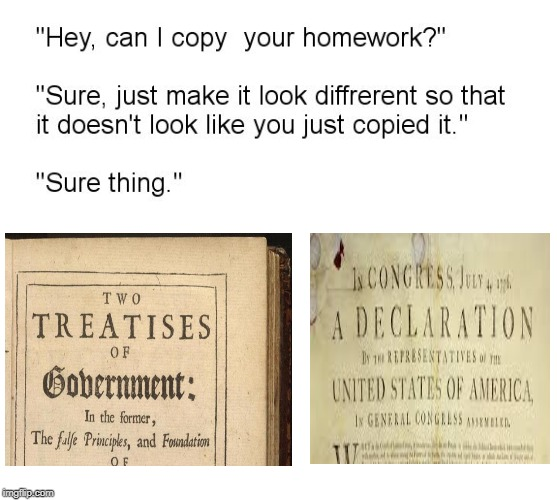 "Hey, can I copy  your homework?"
"Sure, just make it look diffrerent so that
it doesn't look like you just copied it."
"Sure thing."
TWO
TREATISES
OF
Government:
In the former,
The false Principles, and Foundation
OF
In CONGRESS, July 4, 1776.
A DECLARATION
By the REPRESENTATIVES of the
UNITED STATES OF AMERICA,
In GENERAL CONGRESS assembled.
imgflip.com